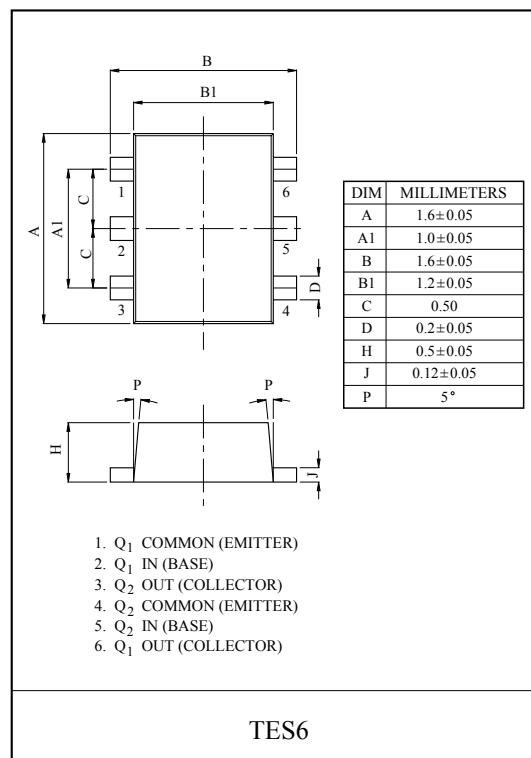 B
B1
A
A1
C
C
1
2
3
6
5
4
D
DIM MILLIMETERS
A 1.6±0.05
A1 1.0±0.05
B 1.6±0.05
B1 1.2±0.05
C 0.50
D 0.2±0.05
H 0.5±0.05
J 0.12±0.05
P 5°
P P
H
J
1. Q1 COMMON (EMITTER)
2. Q1 IN (BASE)
3. Q2 OUT (COLLECTOR)
4. Q2 COMMON (EMITTER)
5. Q2 IN (BASE)
6. Q1 OUT (COLLECTOR)
TES6